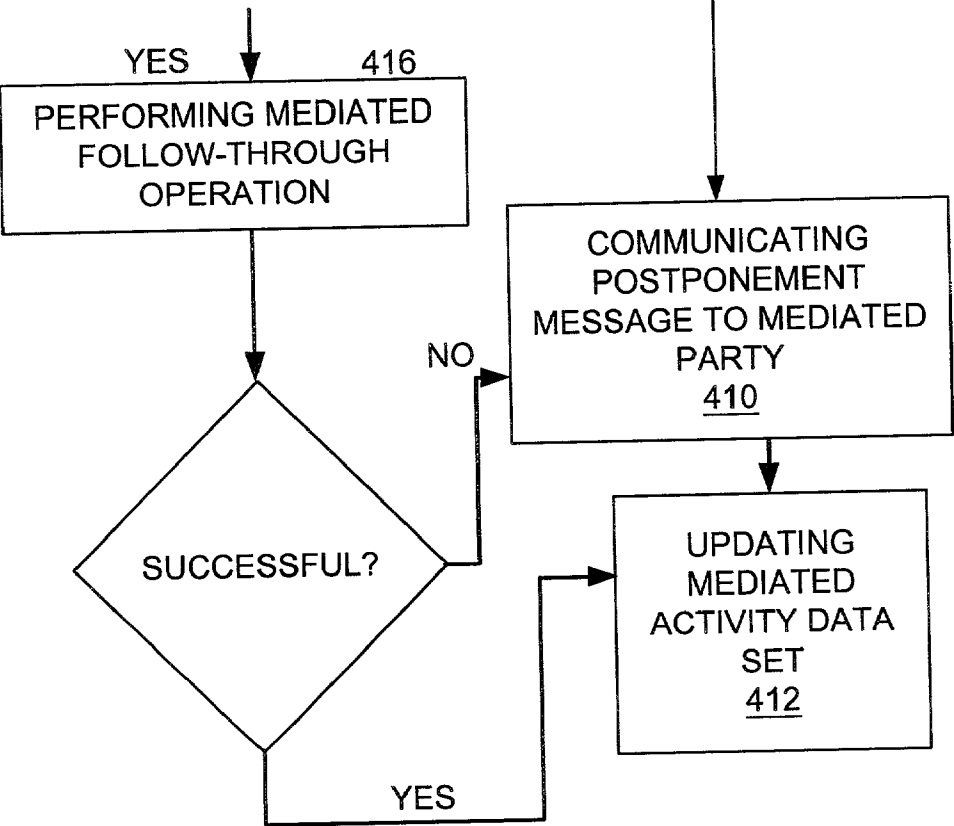 YES
416
PERFORMING MEDIATED
FOLLOW-THROUGH
OPERATION
COMMUNICATING
POSTPONEMENT
MESSAGE TO MEDIATED
PARTY
410
NO
SUCCESSFUL?
UPDATING
MEDIATED
ACTIVITY DATA
SET
412
YES